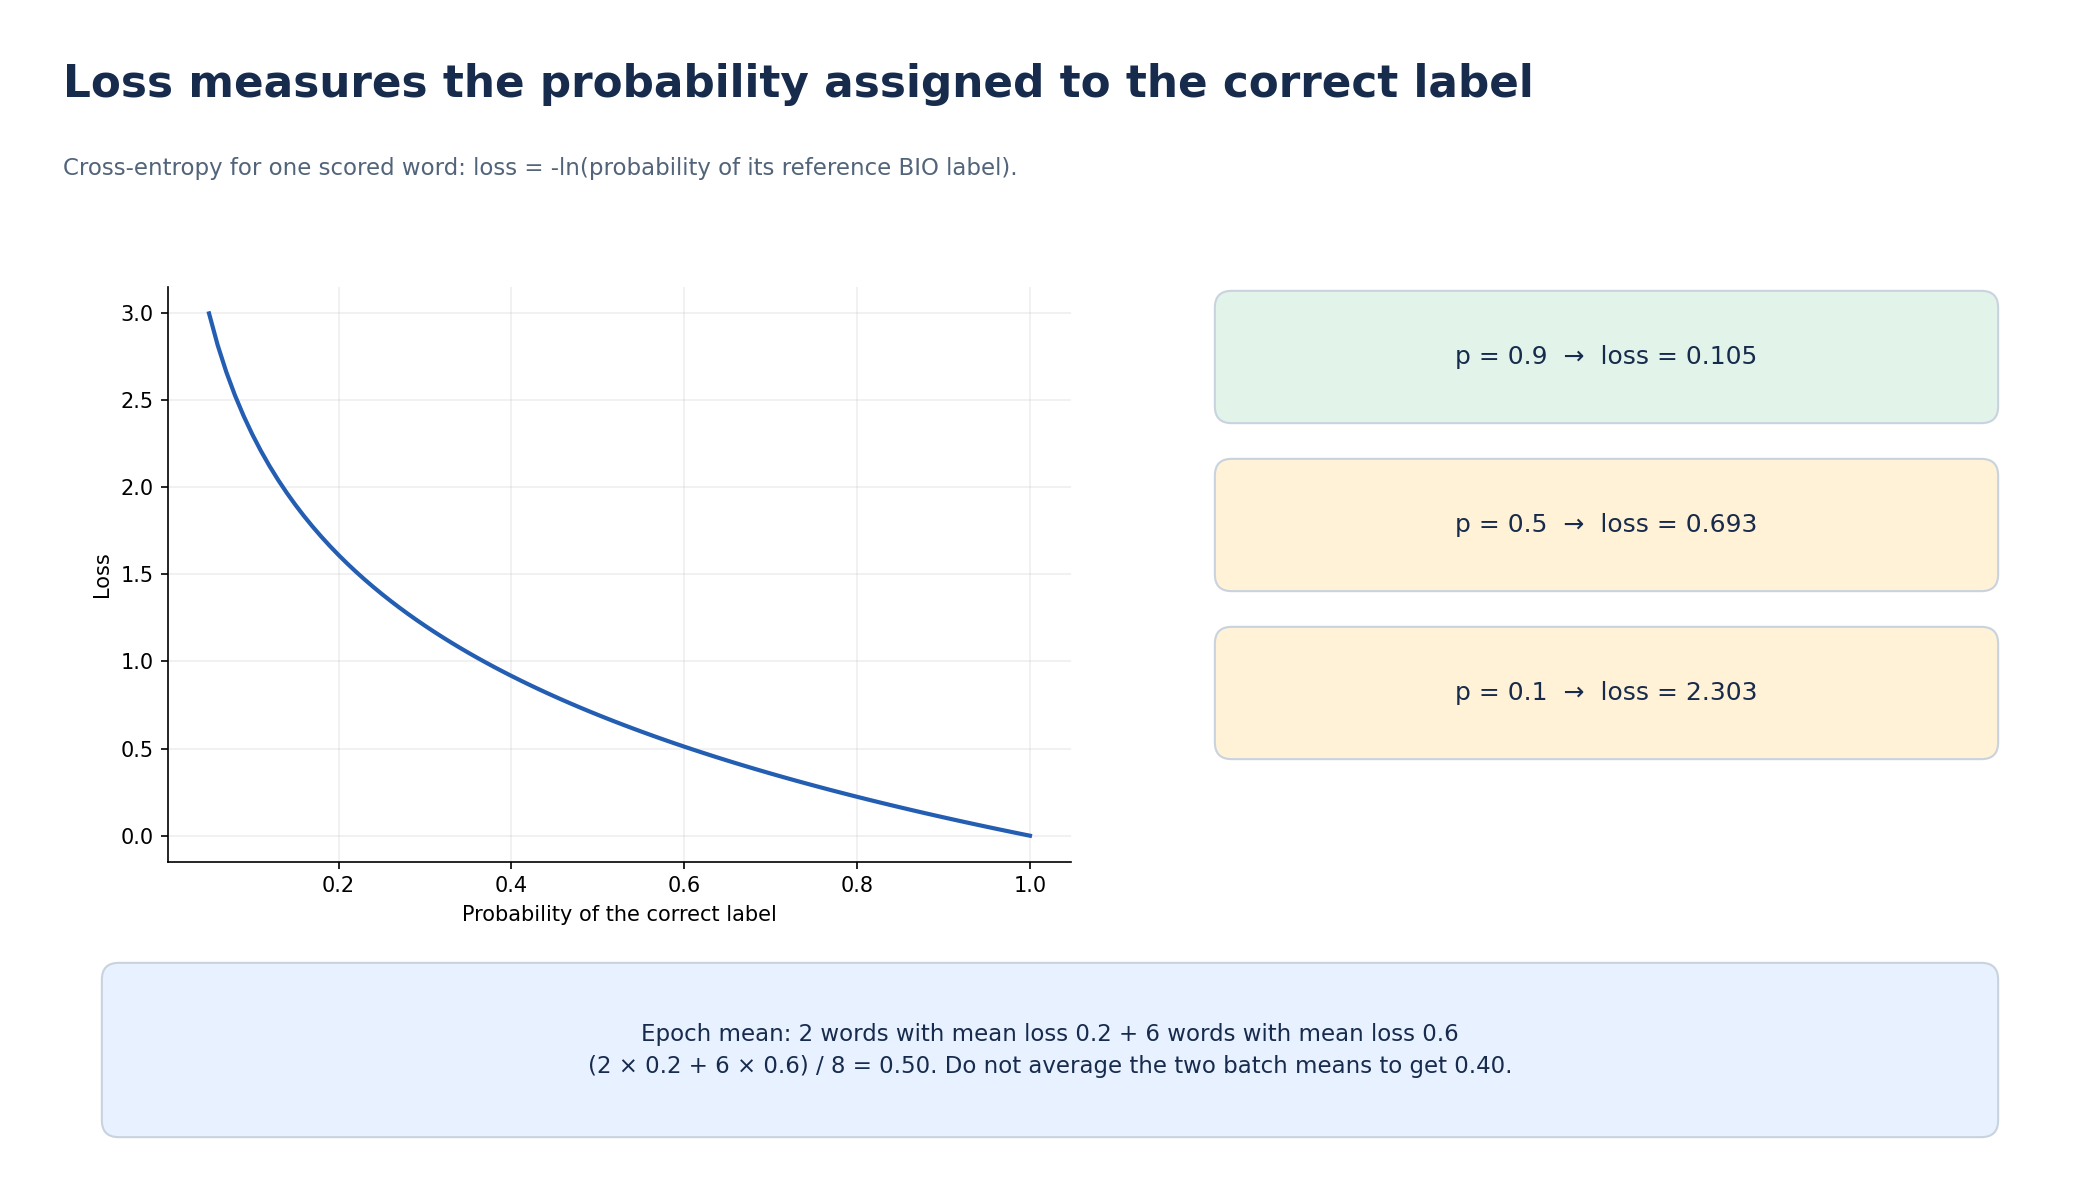 Loss measures the probability assigned to the correct label
Cross-entropy for one scored word: loss = -ln(probability of its reference BIO label).
3.0
2.5
2.0
1.5
1.0
0.5
0.0
Loss
0.2 0.4 0.6 0.8 1.0
Probability of the correct label
p = 0.9 → loss = 0.105
p = 0.5 → loss = 0.693
p = 0.1 → loss = 2.303
Epoch mean: 2 words with mean loss 0.2 + 6 words with mean loss 0.6
(2 × 0.2 + 6 × 0.6) / 8 = 0.50. Do not average the two batch means to get 0.40.